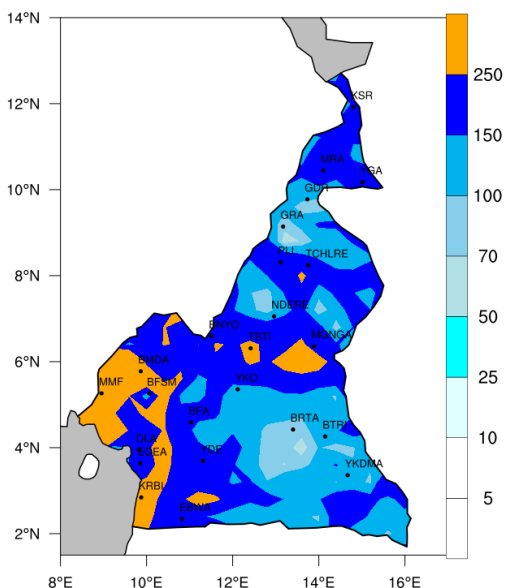 14°N
12°N
10°N
8°N
6°N
4°N
2°N
8°E 10°E 12°E 14°E 16°E
KSR
MRA
YGA
GDR
GRA
PLI
TCHLRE
NDERE
BNYO
TBTI
MGNGA
BMDA
MMF
BFSM
YKO
BFA
BRTA
BTRI
DLA
EDEA
YDE
YKDMA
KRBI
EBWA
250
150
100
70
50
25
10
5